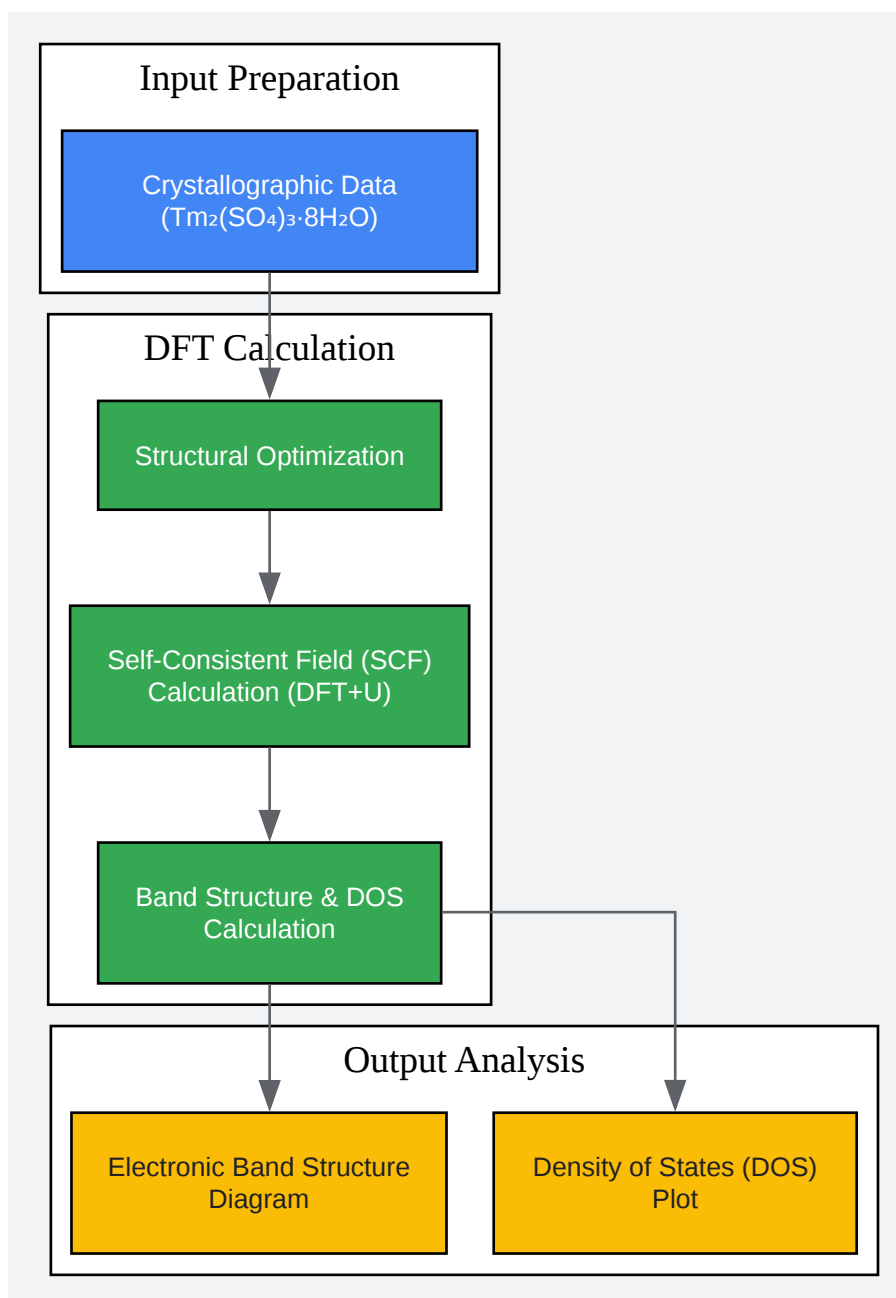 Input Preparation
Crystallographic Data
(Tm₂(SO₄)₃·8H₂O)
DFT Calculation
Structural Optimization
Self-Consistent Field (SCF)
Calculation (DFT+U)
Band Structure & DOS
Calculation
Output Analysis
Electronic Band Structure
Diagram
Density of States (DOS)
Plot